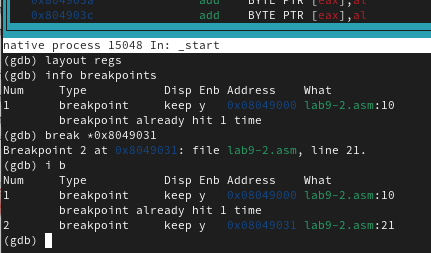 0x804903a add BYTE PTR [eax],al
0x804903c add BYTE PTR [eax],al
native process 15048 In: _start
(gdb) layout regs
(gdb) info breakpoints
Num Type Disp Enb Address What
1 breakpoint keep y 0x08049000 lab9-2.asm:10
breakpoint already hit 1 time
(gdb) break *0x8049031
Breakpoint 2 at 0x8049031: file lab9-2.asm, line 21.
(gdb) i b
Num Type Disp Enb Address What
1 breakpoint keep y 0x08049000 lab9-2.asm:10
breakpoint already hit 1 time
2 breakpoint keep y 0x08049031 lab9-2.asm:21
(gdb)